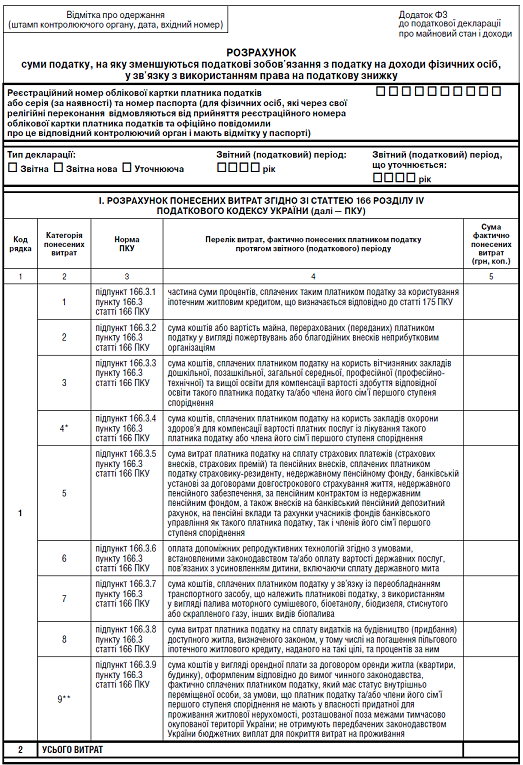 Відмітка про одержання
(штамп контролюючого органу, дата, вхідний номер)
Додаток Ф3
до податкової декларації
про майновий стан і доходи
РОЗРАХУНОК
суми податку, на яку зменшуються податкові зобов'язання з податку на доходи фізичних осіб,
у зв'язку з використанням права на податкову знижку
Реєстраційний номер облікової картки платника податків
або серія (за наявності) та номер паспорта (для фізичних осіб, які через свої
релігійні переконання відмовляються від прийняття реєстраційного номера
облікової картки платника податків та офіційно повідомили
про це відповідний контролюючий орган і мають відмітку у паспорті)
Тип декларації:
Звітна Звітна нова Уточнююча
Звітний (податковий) період:
рік
Звітний (податковий) період,
що уточнюється:
рік
І. РОЗРАХУНОК ПОНЕСЕНИХ ВИТРАТ ЗГІДНО ЗІ СТАТТЕЮ 166 РОЗДІЛУ IV
ПОДАТКОВОГО КОДЕКСУ УКРАЇНИ (далі — ПКУ)
Код
рядка
Категорія
понесених
витрат
Норма
ПКУ
Перелік витрат, фактично понесених платником податку
протягом звітного (податкового) періоду
Сума
фактично
понесених
витрат
(грн, коп.)
1 2 3 4 5
1
1
підпункт 166.3.1
пункту 166.3
статті 166 ПКУ
частина суми процентів, сплачених таким платником податку за користування
іпотечним житловим кредитом, що визначається відповідно до статті 175 ПКУ
2
підпункт 166.3.2
пункту 166.3
статті 166 ПКУ
сума коштів або вартість майна, перерахованих (переданих) платником
податку у вигляді пожертвувань або благодійних внесків неприбутковим
організаціям
3
підпункт 166.3.3
пункту 166.3
статті 166 ПКУ
сума коштів, сплачених платником податку на користь вітчизняних закладів
дошкільної, позашкільної, загальної середньої, професійної (професійно-
технічної) та вищої освіти для компенсації вартості здобуття відповідної
освіти такого платника податку та/або члена його сім'ї першого ступеня
споріднення
4*
підпункт 166.3.4
пункту 166.3
статті 166 ПКУ
сума коштів, сплачених платником податку на користь закладів охорони
здоров'я для компенсації вартості платних послуг із лікування такого
платника податку або члена його сім'ї першого ступеня споріднення
5
підпункт 166.3.5
пункту 166.3
статті 166 ПКУ
сума витрат платника податку на сплату страхових платежів (страхових
внесків, страхових премій) та пенсійних внесків, сплачених платником
податку страховику-резиденту, недержавному пенсійному фонду, банківській
установі за договорами довгострокового страхування життя, недержавного
пенсійного забезпечення, за пенсійним контрактом із недержавним
пенсійним фондом, а також внесків на банківський пенсійний депозитний
рахунок, на пенсійні вклади та рахунки учасників фондів банківського
управління як такого платника податку, так і членів його сім'ї першого
ступеня споріднення
6
підпункт 166.3.6
пункту 166.3
статті 166 ПКУ
оплата допоміжних репродуктивних технологій згідно з умовами,
встановленими законодавством та/або оплату вартості державних послуг,
пов'язаних з усиновленням дитини, включаючи сплату державного мита
7
підпункт 166.3.7
пункту 166.3
статті 166 ПКУ
сума коштів, сплачених платником податку у зв'язку із переобладнанням
транспортного засобу, що належить платникові податку, з використанням
у вигляді палива моторного сумішевого, біоетанолу, біодизеля, стиснутого
або скрапленого газу, інших видів біопалива
8
підпункт 166.3.8
пункту 166.3
статті 166 ПКУ
сума витрат платника податку на сплату видатків на будівництво (придбання)
доступного житла, визначеного законом, у тому числі на погашення пільгового
іпотечного житлового кредиту, наданого на такі цілі, та процентів за ним
9**
підпункт 166.3.9
пункту 166.3
статті 166 ПКУ
сума коштів у вигляді орендної плати за договором оренди житла (квартири,
будинку), оформленим відповідно до вимог чинного законодавства,
фактично сплачених платником податку, який має статус внутрішньо
переміщеної особи, за умови, що платник податку та/або члени його сім'ї
першого ступеня споріднення не мають у власності придатної для
проживання житлової нерухомості, розташованої поза межами тимчасово
окупованої території України; не отримують передбачених законодавством
України бюджетних виплат для покриття витрат на проживання
2 УСЬОГО ВИТРАТ